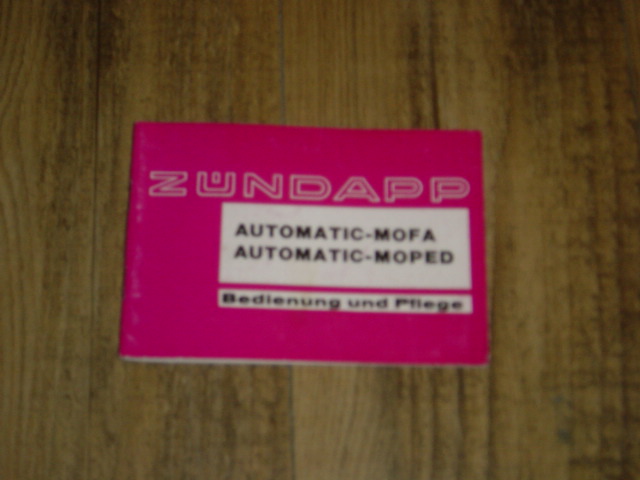 ZÜNDAPP
AUTOMATIC-MOFA
AUTOMATIC-MOPED
Bedienung und Pflege